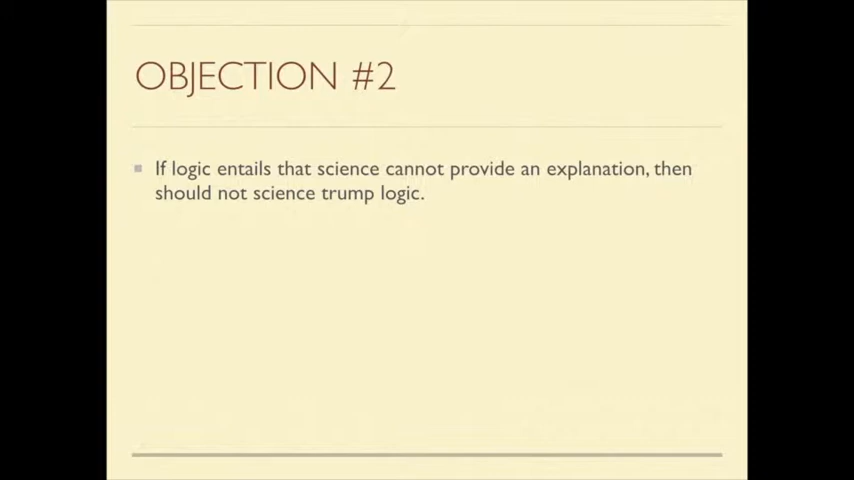 OBJECTION #2
If logic entails that science cannot provide an explanation, then
should not science trump logic.